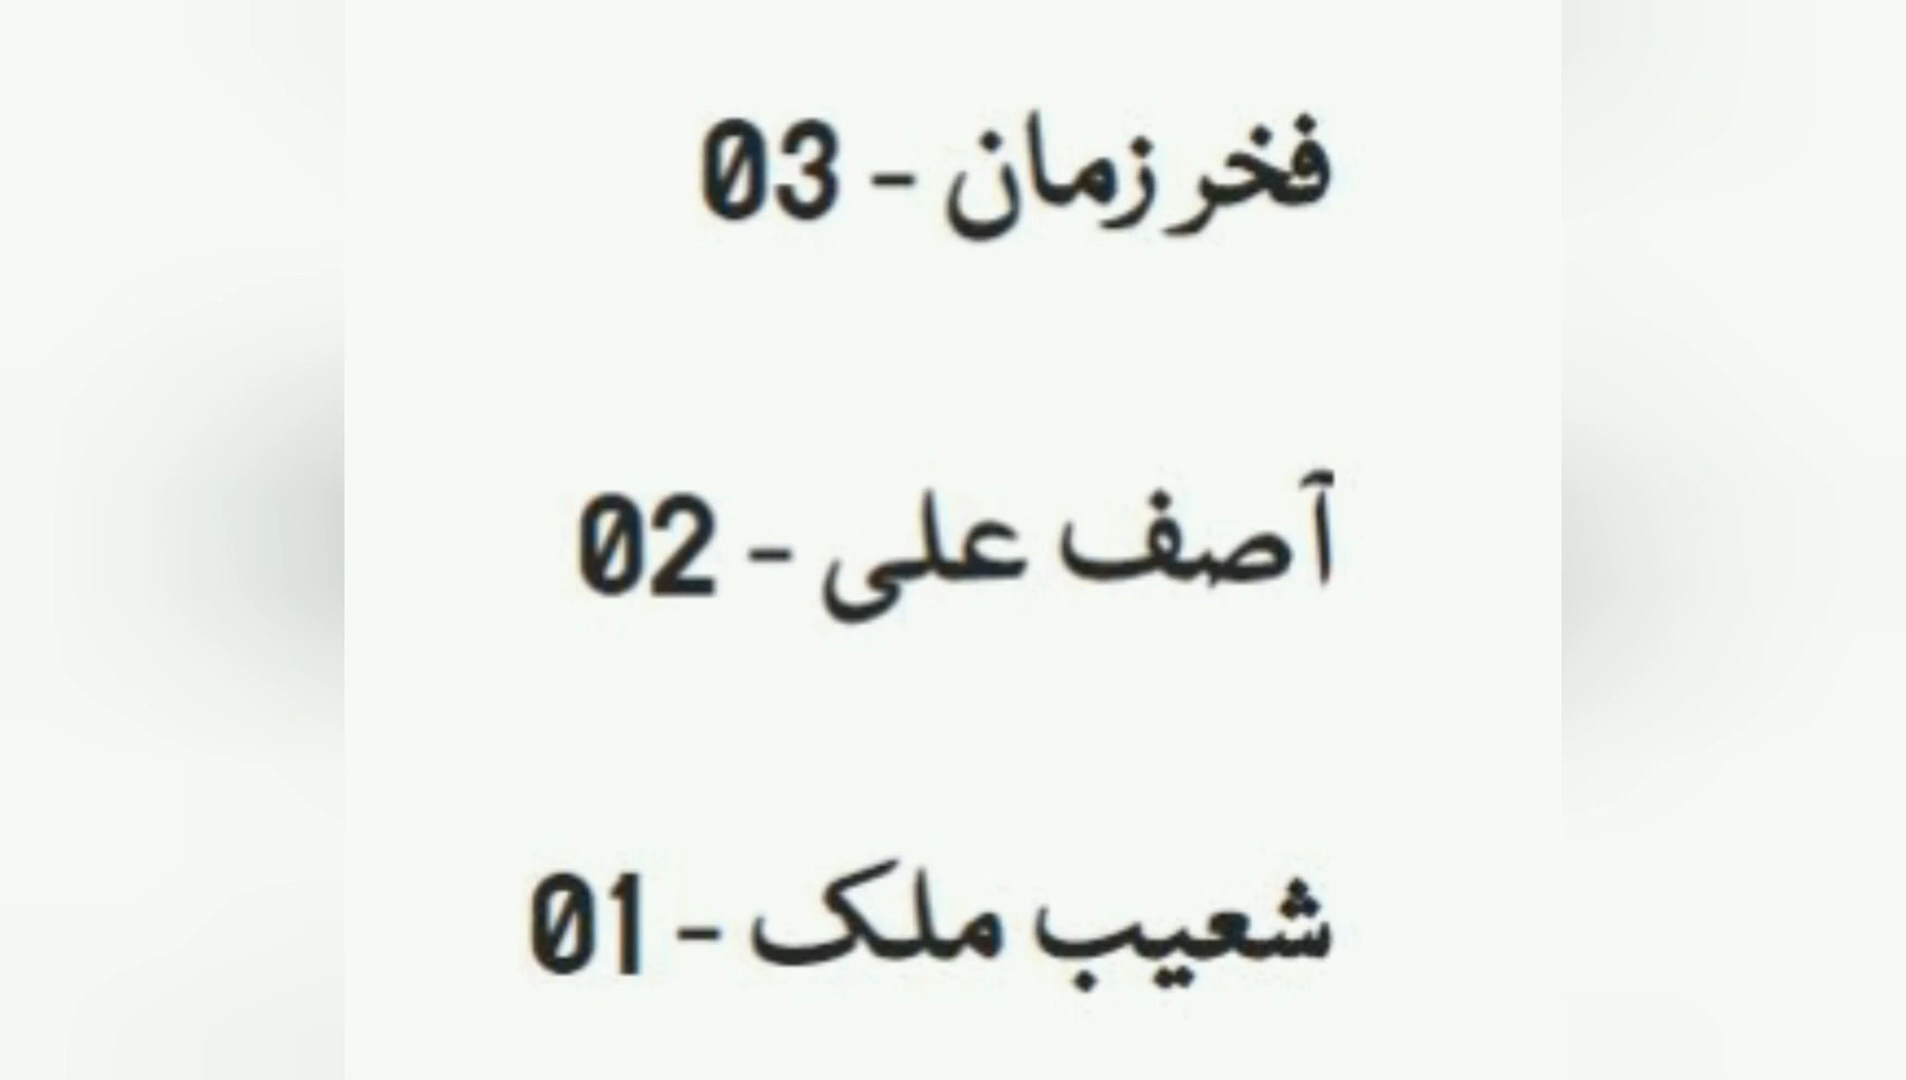 فخر زمان - 03
آصف علی - 02
شعیب ملک - 01